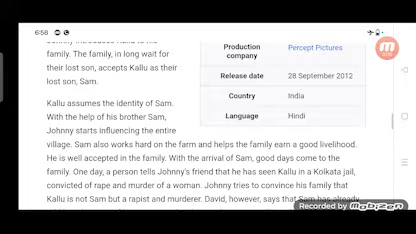 6:58
Johnny introduces Kallu to his
family. The family, in long wait for
their lost son, accepts Kallu as their
lost son, Sam.
Production company Percept Pictures
Release date 28 September 2012
Country India
Language Hindi
Kallu assumes the identity of Sam.
With the help of his brother Sam,
Johnny starts influencing the entire
village. Sam also works hard on the farm and helps the family earn a good livelihood.
He is well accepted in the family. With the arrival of Sam, good days come to the
family. One day, a person tells Johnny's friend that he has seen Kallu in a Kolkata jail,
convicted of rape and murder of a woman. Johnny tries to convince his family that
Kallu is not Sam but a rapist and murderer. David, however, says that Sam has already
Recorded by MOBIZEN